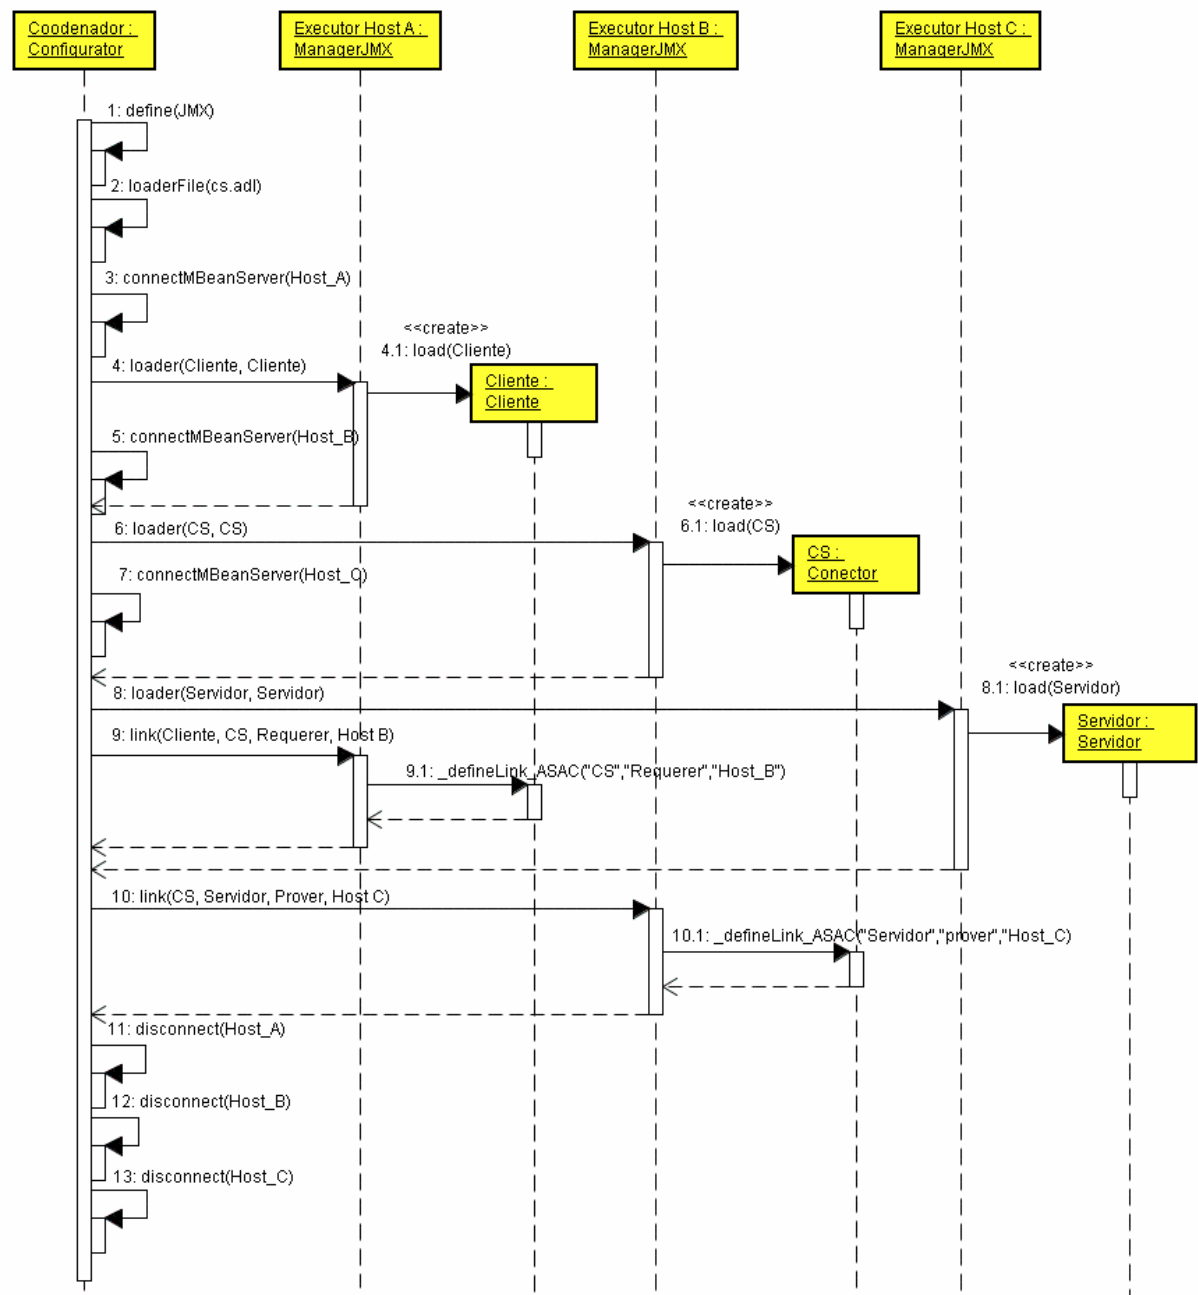 Coodenador :
Configurator
Executor Host A :
ManagerJMX
Executor Host B :
ManagerJMX
Executor Host C :
ManagerJMX
1: define(JMX)
2: loaderFile(cs.adl)
3: connectMBeanServer(Host_A)
<<create>>
4.1: load(Cliente)
4: loader(Cliente, Cliente)
Cliente :
Cliente
5: connectMBeanServer(Host_B)
<<create>>
6.1: load(CS)
6: loader(CS, CS)
CS :
Conector
7: connectMBeanServer(Host_C)
<<create>>
8.1: load(Servidor)
8: loader(Servidor, Servidor)
Servidor :
Servidor
9: link(Cliente, CS, Requerer, Host B)
9.1: _defineLink_ASAC("CS","Requerer","Host_B")
10: link(CS, Servidor, Prover, Host C)
10.1: _defineLink_ASAC("Servidor","prover","Host_C)
11: disconnect(Host_A)
12: disconnect(Host_B)
13: disconnect(Host_C)